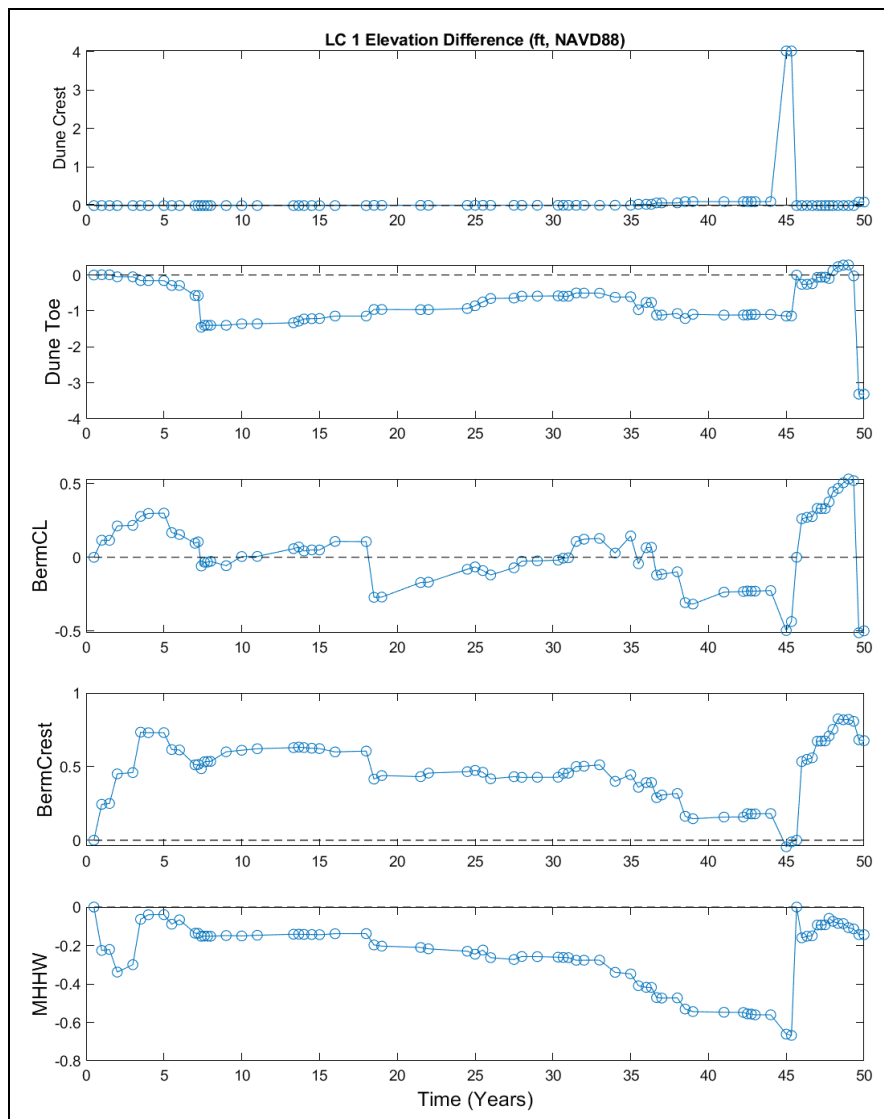 LC 1 Elevation Difference (ft, NAVD88)
Dune Crest
4
3
2
1
0
0 5 10 15 20 25 30 35 40 45 50
Dune Toe
0
-1
-2
-3
-4
0 5 10 15 20 25 30 35 40 45 50
BermCL
0.5
0
-0.5
0 5 10 15 20 25 30 35 40 45 50
BermCrest
1
0.5
0
0 5 10 15 20 25 30 35 40 45 50
MHHW
0
-0.2
-0.4
-0.6
-0.8
0 5 10 15 20 25 30 35 40 45 50
Time (Years)